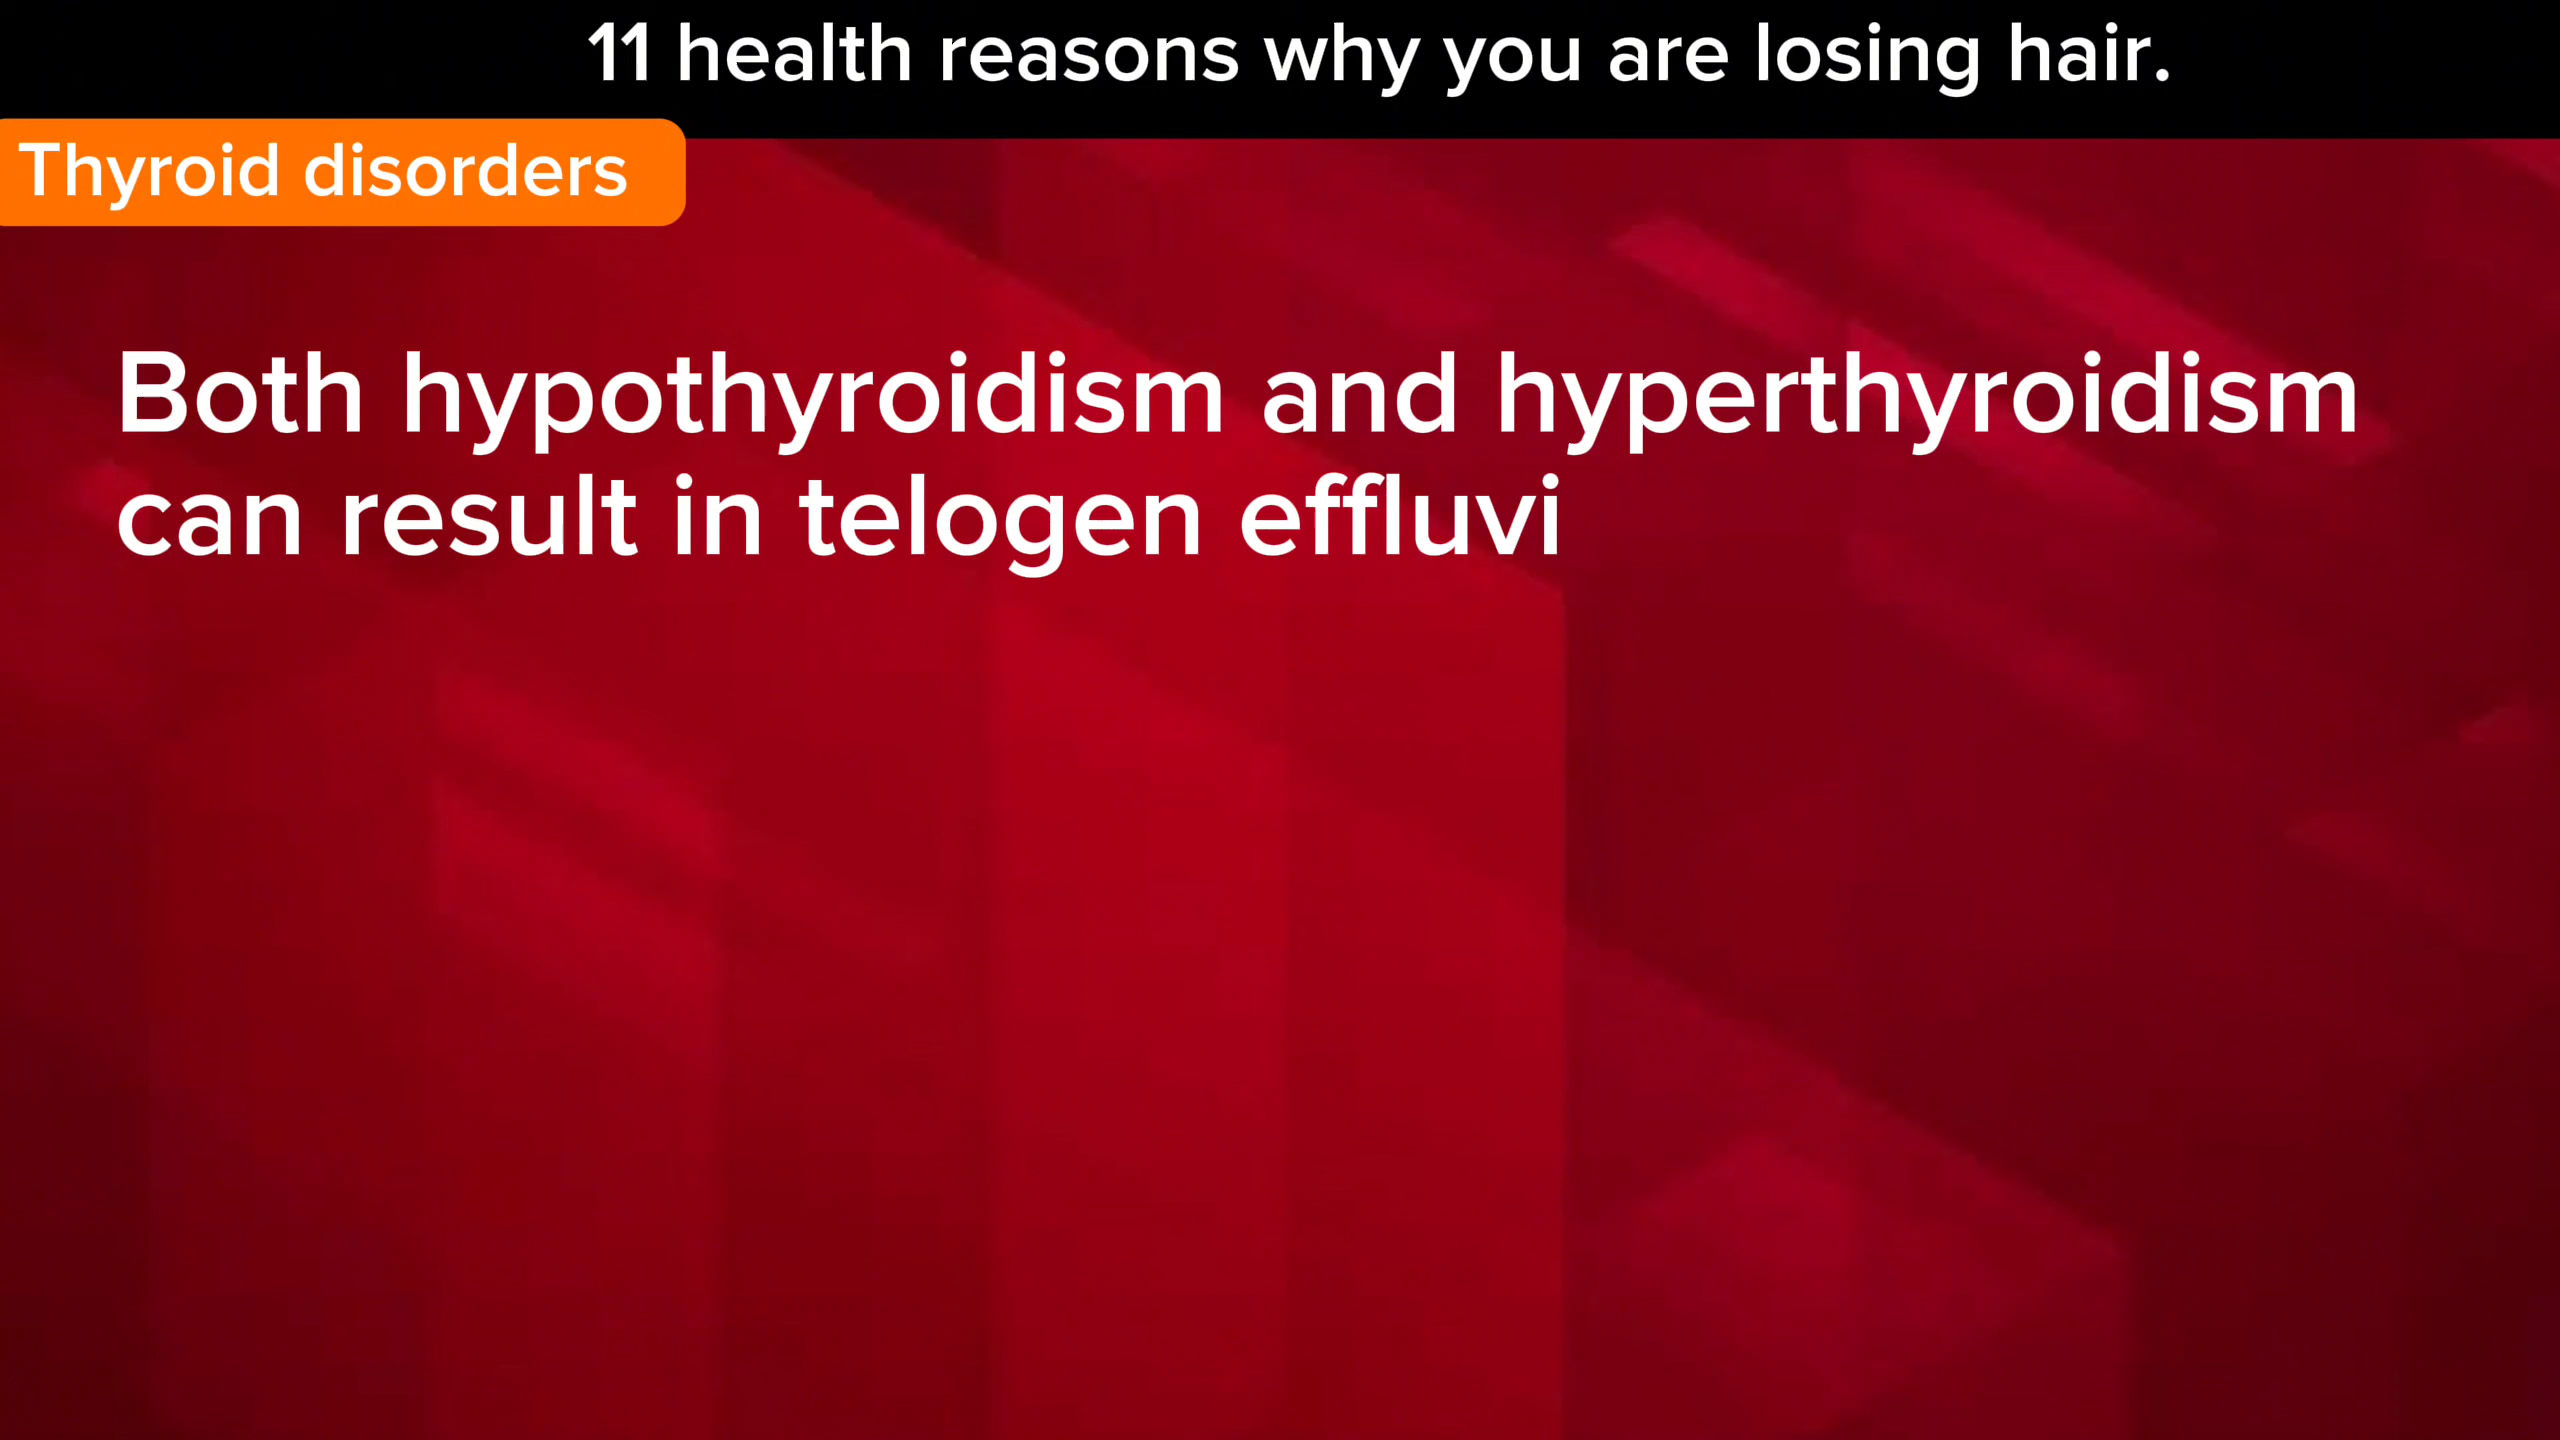 11 health reasons why you are losing hair.
Thyroid disorders
Both hypothyroidism and hyperthyroidism
can result in telogen effluvi